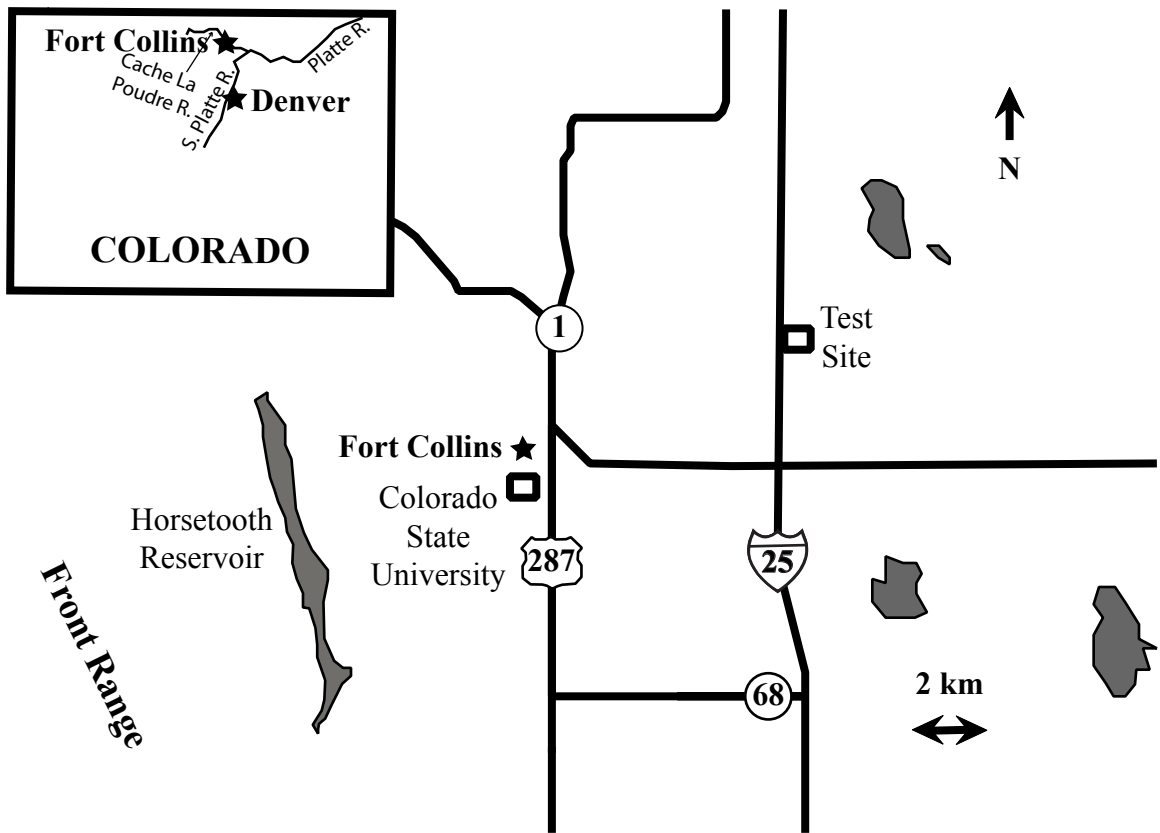 Fort Collins
Cache La
Poudre R.
S. Platte R.
Platte R.
Denver
COLORADO
N
1
Test
Site
Fort Collins
Colorado
State
University
Horsetooth
Reservoir
287
25
Front Range
2 km
68